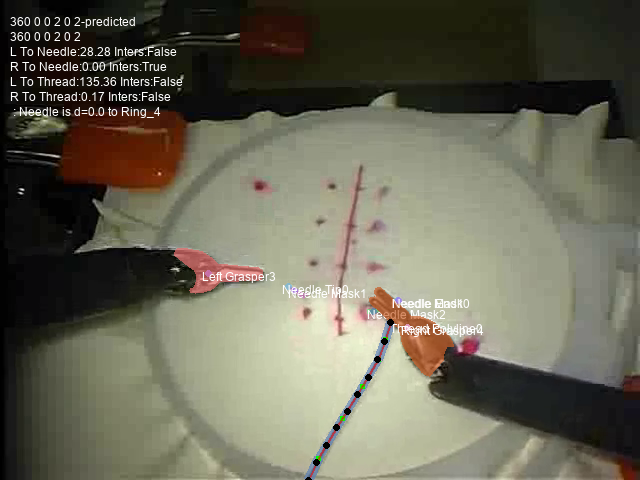 360 0 0 2 0 2-predicted
360 0 0 2 0 2
L To Needle:28.28 Inters:False
R To Needle:0.00 Inters:True
L To Thread:135.36 Inters:False
R To Thread:0.17 Inters:False
: Needle is d=0.0 to Ring_4
Left Grasper3
Needle Tip0
Needle Mask1
Needle Mask2
Right Grasper4